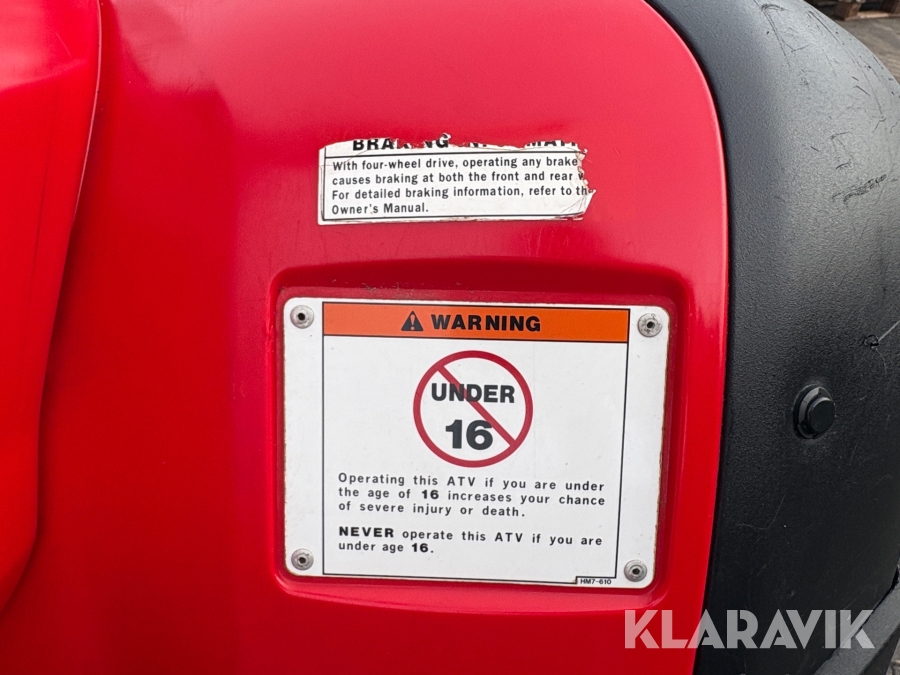 With four-wheel drive, operating any brake
causes braking at both the front and rear
For detailed braking information, refer to the
Owner's Manual.
WARNING
UNDER
16
Operating this ATV if you are under
the age of 16 increases your chance
of severe injury or death.
NEVER operate this ATV if you are
under age 16.
HM7-610
KLARAVIK